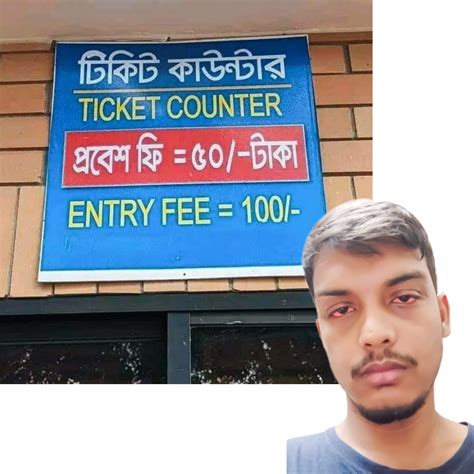 টিকিট কাউন্টার
TICKET COUNTER
প্রবেশ ফি = ৫০/-টাকা
ENTRY FEE = 100/-